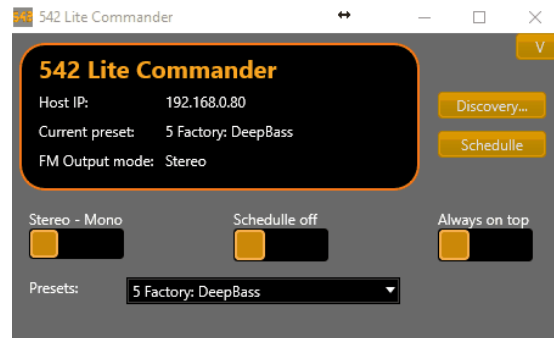 542 542 Lite Commander
V
542 Lite Commander
Host IP: 192.168.0.80
Current preset: 5 Factory: DeepBass
FM Output mode: Stereo
Discovery...
Schedulle
Stereo - Mono
Schedulle off
Always on top
Presets: 5 Factory: DeepBass